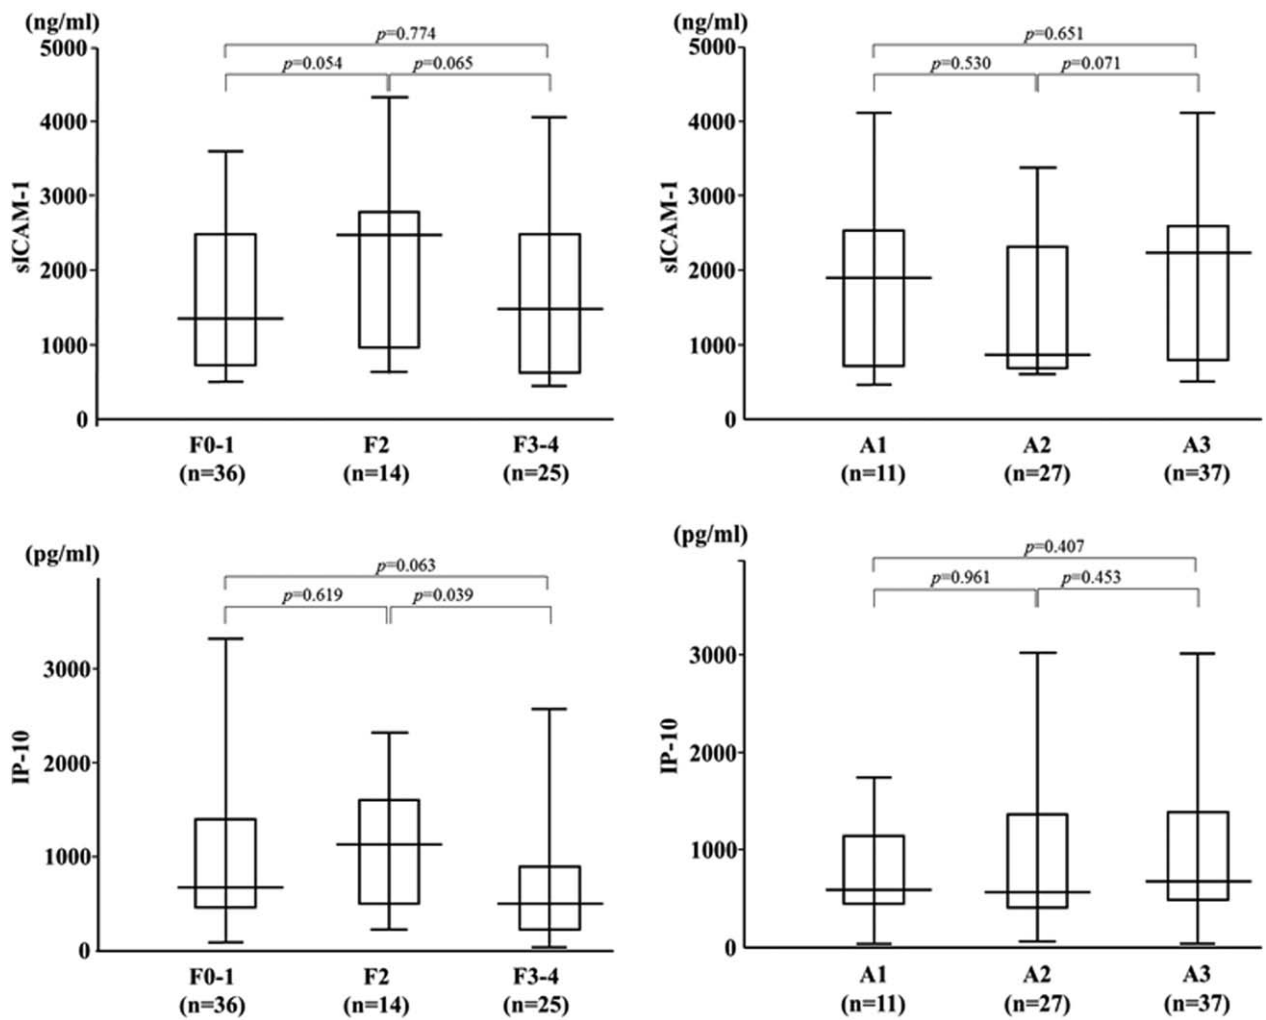 (ng/ml)
p=0.774
p=0.054
p=0.065
5000
4000
3000
2000
1000
0
sICAM-1
F0-1
F2
F3-4
(n=36)
(n=14)
(n=25)
(ng/ml)
p=0.651
p=0.530
p=0.071
5000
4000
3000
2000
1000
0
sICAM-1
A1
A2
A3
(n=11)
(n=27)
(n=37)
(pg/ml)
p=0.063
p=0.619
p=0.039
3000
2000
1000
0
IP-10
F0-1
F2
F3-4
(n=36)
(n=14)
(n=25)
(pg/ml)
p=0.407
p=0.961
p=0.453
3000
2000
1000
0
IP-10
A1
A2
A3
(n=11)
(n=27)
(n=37)